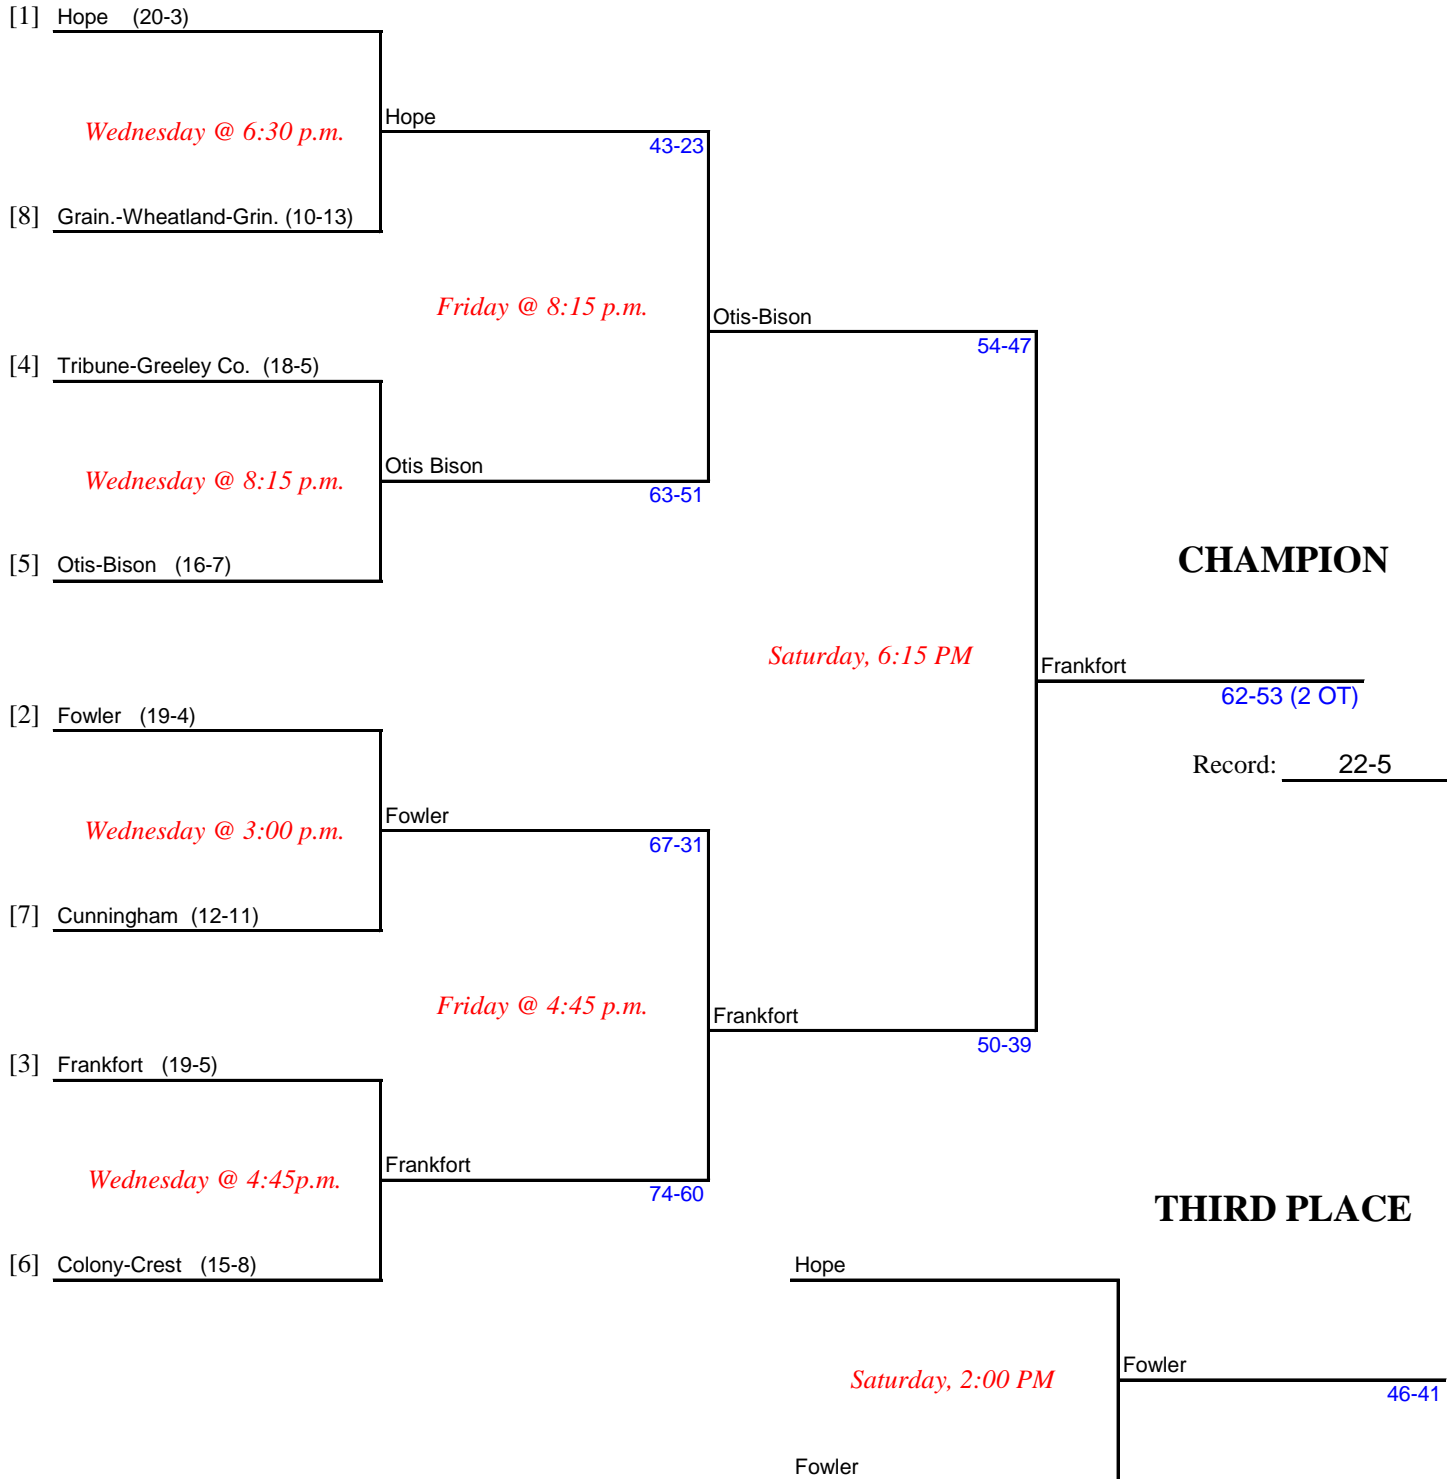 [1] Hope (20-3)
Hope
Wednesday @ 6:30 p.m.
43-23
[8] Grain.-Wheatland-Grin. (10-13)
Friday @ 8:15 p.m.
Otis-Bison
54-47
[4] Tribune-Greeley Co. (18-5)
Otis Bison
Wednesday @ 8:15 p.m.
63-51
[5] Otis-Bison (16-7)
CHAMPION
Saturday, 6:15 PM
Frankfort
62-53 (2 OT)
[2] Fowler (19-4)
Record: 22-5
Fowler
Wednesday @ 3:00 p.m.
67-31
[7] Cunningham (12-11)
Friday @ 4:45 p.m.
Frankfort
50-39
[3] Frankfort (19-5)
Frankfort
Wednesday @ 4:45p.m.
74-60
THIRD PLACE
[6] Colony-Crest (15-8)
Hope
Fowler
Saturday, 2:00 PM
46-41
Fowler